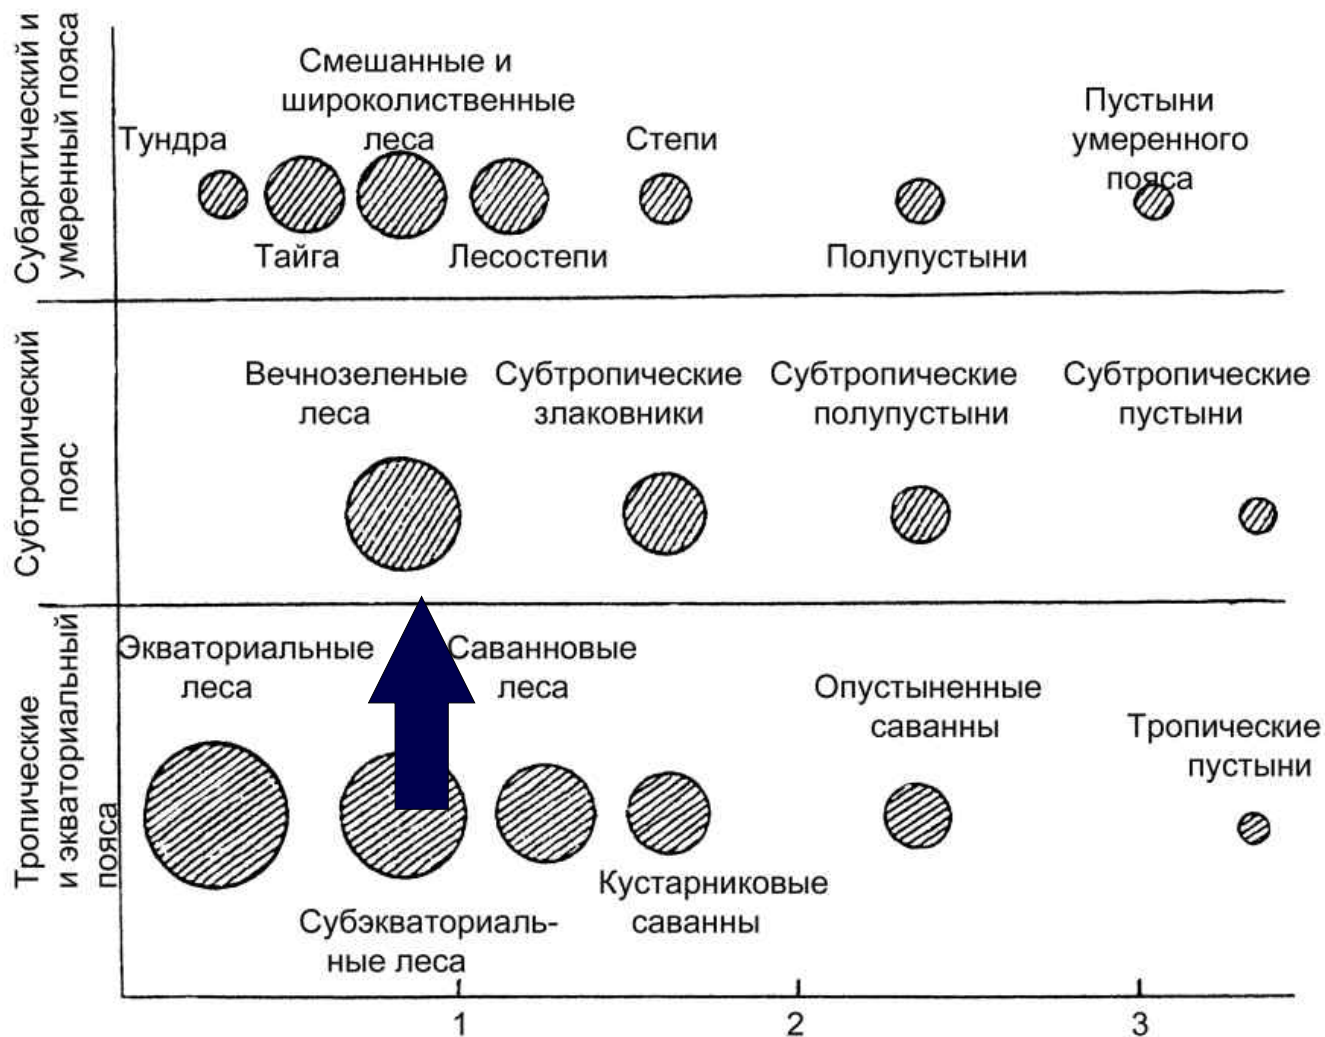 Субарктический и
умеренный пояса
Смешанные и
широколиственные
леса
Тундра
Степи
Пустыни
умеренного
пояса
Тайга
Лесостепи
Полупустыни
Субтропический
пояс
Вечнозеленые
леса
Субтропические
злаковники
Субтропические
полупустыни
Субтропические
пустыни
Тропические
и экваториальный
пояса
Экваториальные
леса
Саванновые
леса
Опустыненные
саванны
Тропические
пустыни
Субэкваториаль-
ные леса
Кустарниковые
саванны
1
2
3